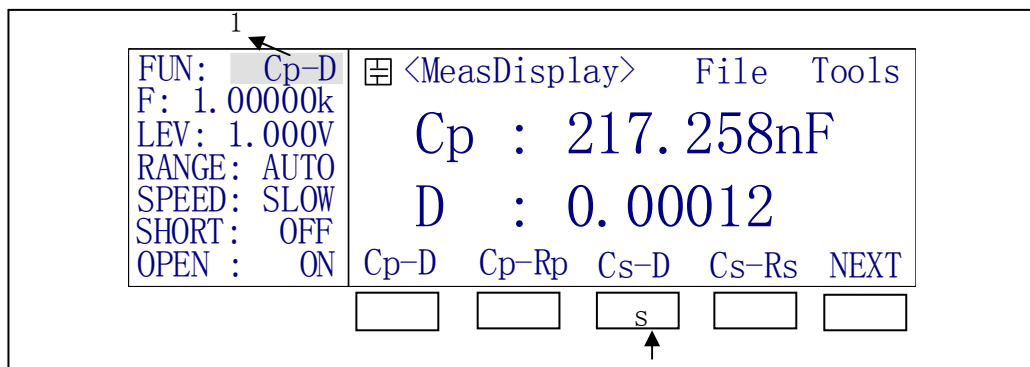 1
FUN: Cp-D
F: 1.00000k
LEV: 1.000V
RANGE: AUTO
SPEED: SLOW
SHORT: OFF
OPEN : ON
<MeasDisplay> File Tools
Cp : 217.258nF
D : 0.00012
Cp-D Cp-Rp Cs-D Cs-Rs NEXT
s